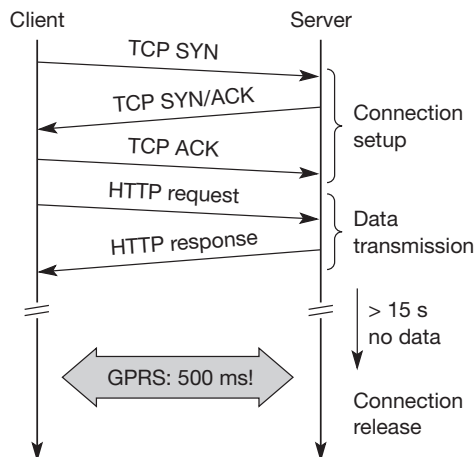 Client
Server
TCP SYN
TCP SYN/ACK
Connection
setup
TCP ACK
HTTP request
Data
transmission
HTTP response
> 15 s
no data
GPRS: 500 ms!
Connection
release